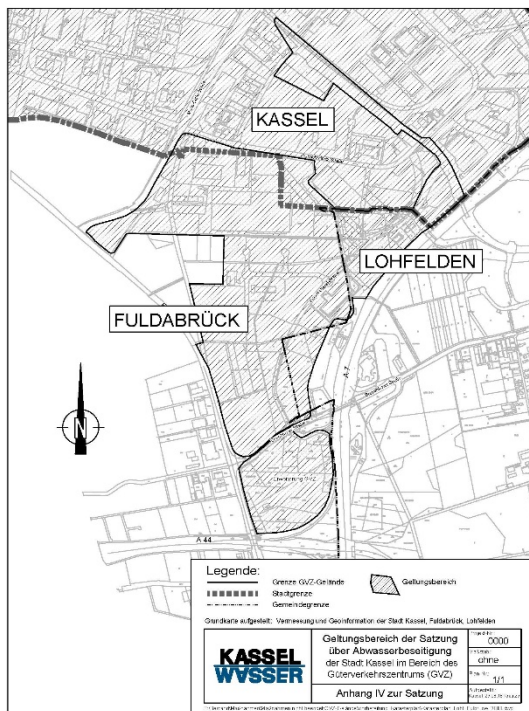 KASSEL
LOHFELDEN
FULDABRÜCK
N
A 7
Erweiterung GVZ
A 44
Legende:
Grenze GVZ-Gelände
Geltungsbereich
Stadtgrenze
Gemeindegrenze
Grundkarte aufgestellt: Vermessung und Geoinformation der Stadt Kassel, Fuldabrück, Lohfelden
KASSEL
WASSER
Geltungsbereich der Satzung
über Abwasserbeseitigung
der Stadt Kassel im Bereich des
Güterverkehrszentrums (GVZ)
Anhang IV zur Satzung
0000
ohne
1/1